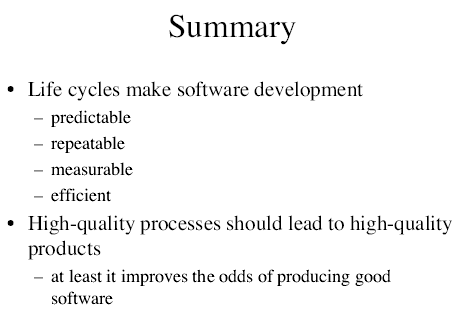 Summary
• Life cycles make software development
– predictable
– repeatable
– measurable
– efficient
• High-quality processes should lead to high-quality
products
– at least it improves the odds of producing good
software